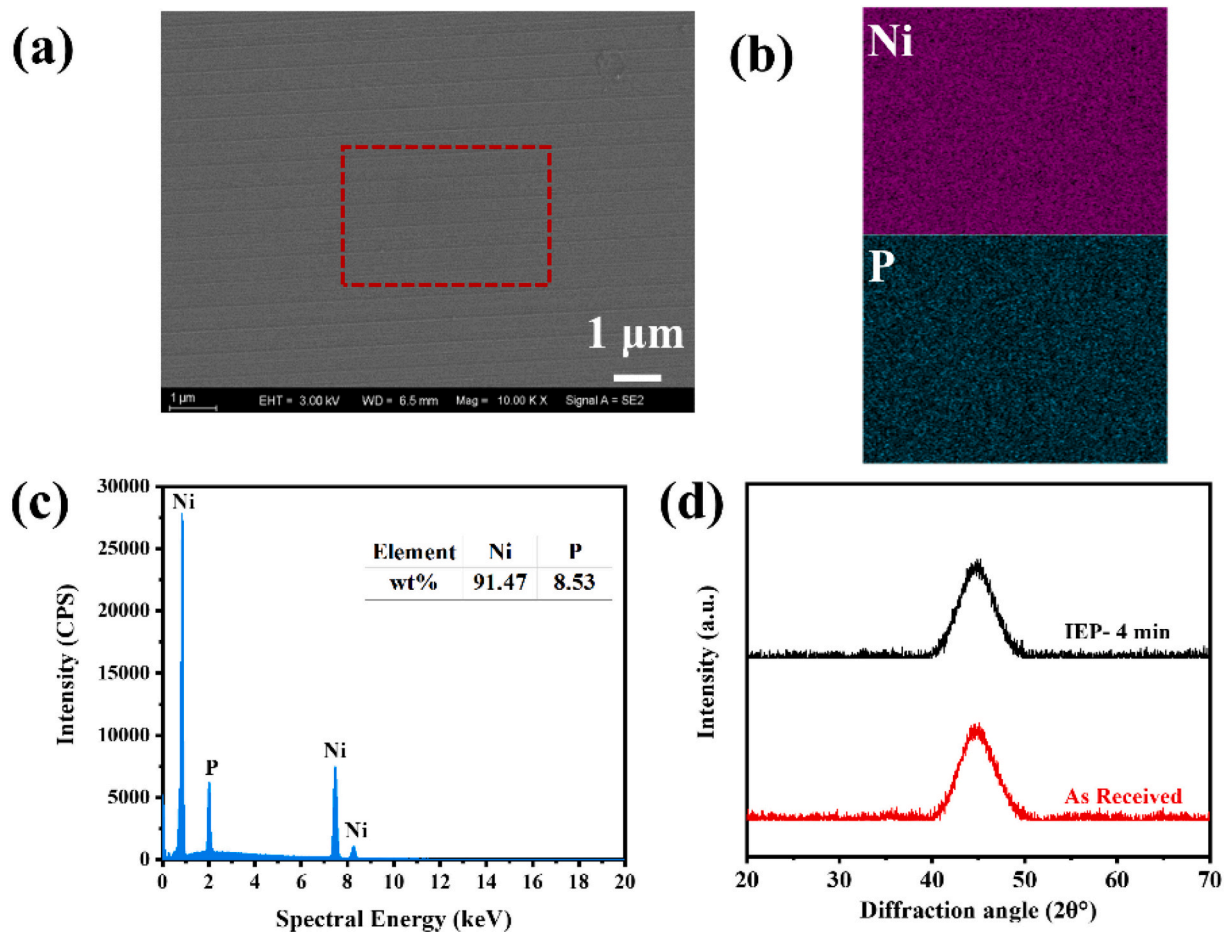 (a)
1 μm
1 μm EHT = 3.00 kV WD = 6.5 mm Mag = 10.00 K X Signal A = SE2
(b)
Ni
P
(c)
Intensity (CPS)
30000
25000
20000
15000
10000
5000
0
Ni
P
Ni
Ni
Element Ni P
wt% 91.47 8.53
0 2 4 6 8 10 12 14 16 18 20
Spectral Energy (keV)
(d)
Intensity (a.u.)
IEP- 4 min
As Received
20 30 40 50 60 70
Diffraction angle (2θ°)